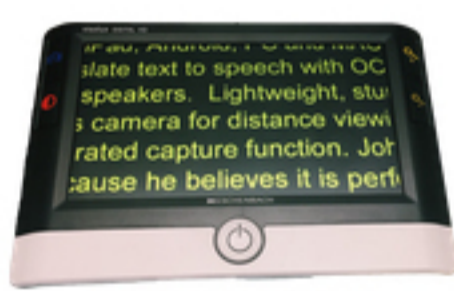 iPad, Android, PC and MAC
slate text to speech with OC
speakers. Lightweight, stu
s camera for distance viewi
rated capture function. Joh
cause he believes it is perf
ESCHENBACH